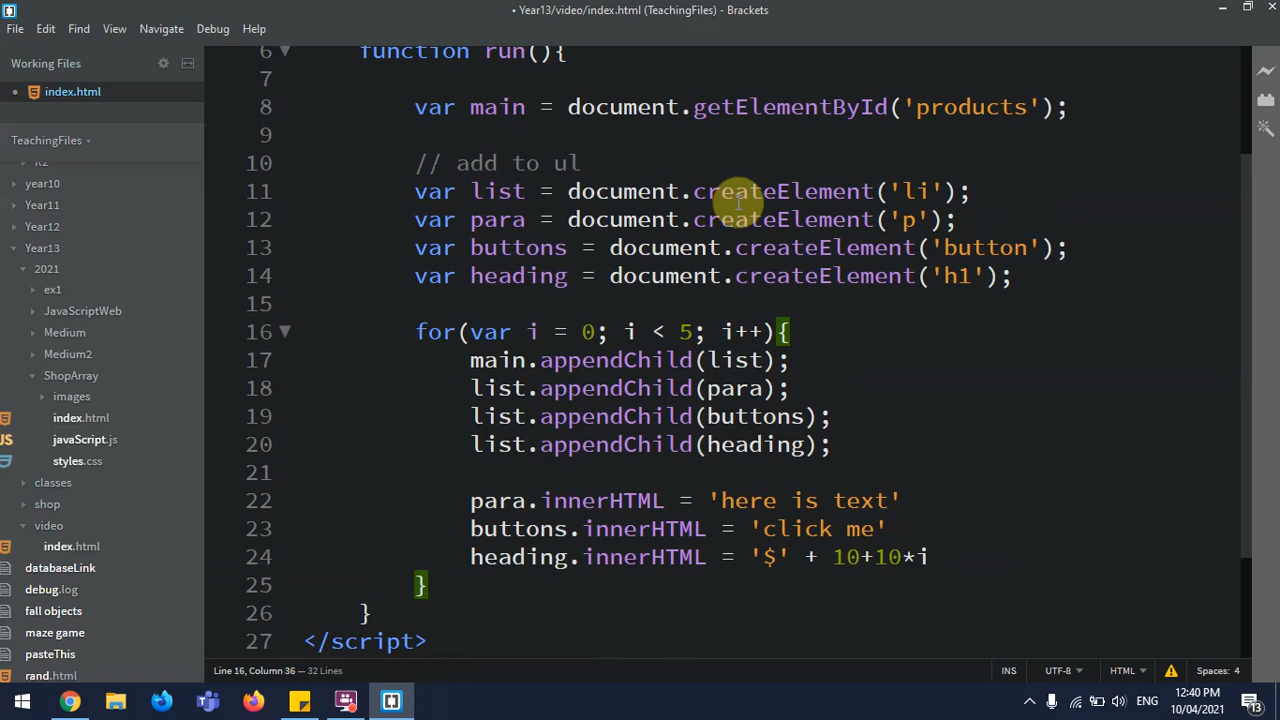 • Year13/video/index.html (TeachingFiles) - Brackets
File Edit Find View Navigate Debug Help
Working Files
• index.html
TeachingFiles
year10
Year11
Year12
Year13
2021
ex1
JavaScriptWeb
Medium
Medium2
ShopArray
images
index.html
JS javaScript.js
styles.css
classes
shop
video
index.html
databaseLink
debug.log
fall objects
maze game
pasteThis
rand.html
6 function run(){
7
8 var main = document.getElementById('products');
9
10 // add to ul
11 var list = document.createElement('li');
12 var para = document.createElement('p');
13 var buttons = document.createElement('button');
14 var heading = document.createElement('h1');
15
16 for(var i = 0; i < 5; i++){
17 main.appendChild(list);
18 list.appendChild(para);
19 list.appendChild(buttons);
20 list.appendChild(heading);
21
22 para.innerHTML = 'here is text'
23 buttons.innerHTML = 'click me'
24 heading.innerHTML = '$' + 10+10*i
25 }
26 }
27 </script>
Line 16, Column 36 — 32 Lines
INS UTF-8 HTML Spaces: 4
ENG
12:40 PM
10/04/2021
13